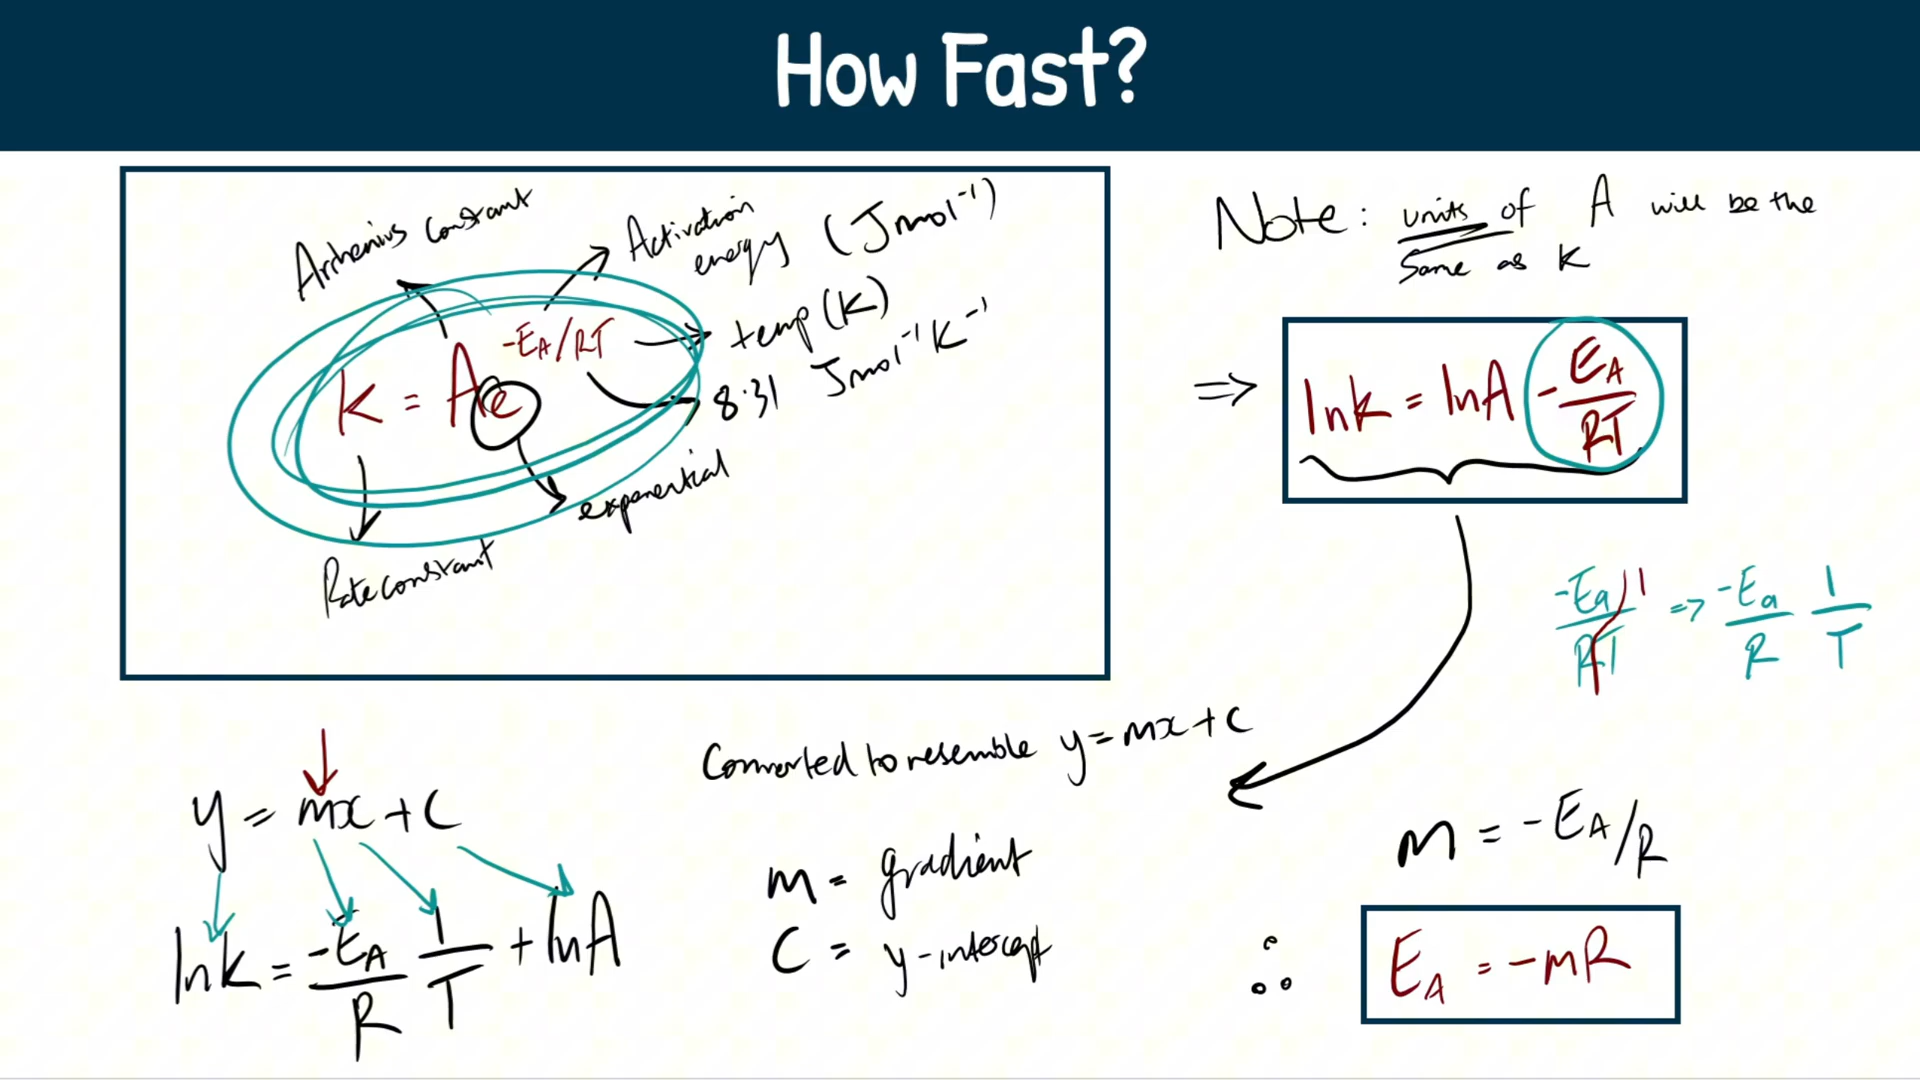 How Fast?
Arrhenius Constant
Activation energy (Jmol⁻¹)
temp (K)
8.31 Jmol⁻¹K⁻¹
k = Ae^-EA/RT
exponential
Rate constant
Note: units of A will be the
same as k
=> lnk = lnA - EA/RT
-Ea/RT 1 => -Ea/R 1/T
Converted to resemble y = mx + C
y = mx + C
lnk = -EA/R 1/T + lnA
m = gradient
C = y-intercept
m = -EA/R
∴ EA = -mR